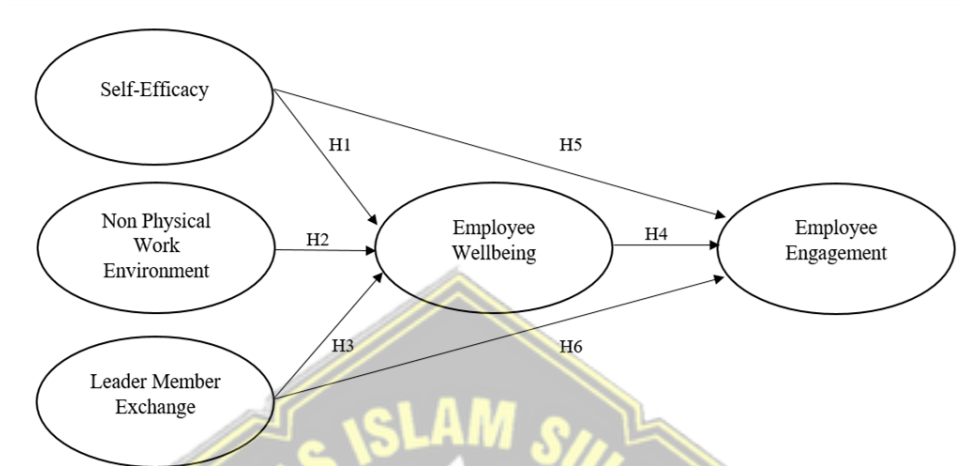 Self-Efficacy
H1
H5
Non Physical
Work
Environment
H2
Employee
Wellbeing
H4
Employee
Engagement
H3
H6
Leader Member
Exchange
S ISLAM